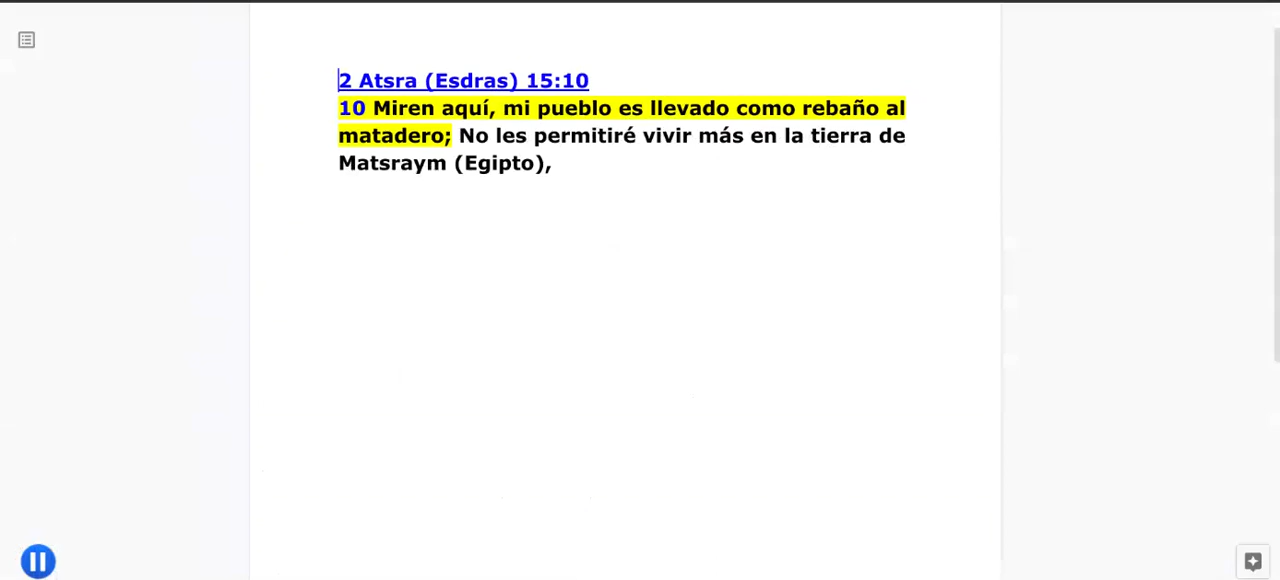 2 Atsra (Esdras) 15:10
10 Miren aquí, mi pueblo es llevado como rebaño al
matadero; No les permitiré vivir más en la tierra de
Matsraym (Egipto),